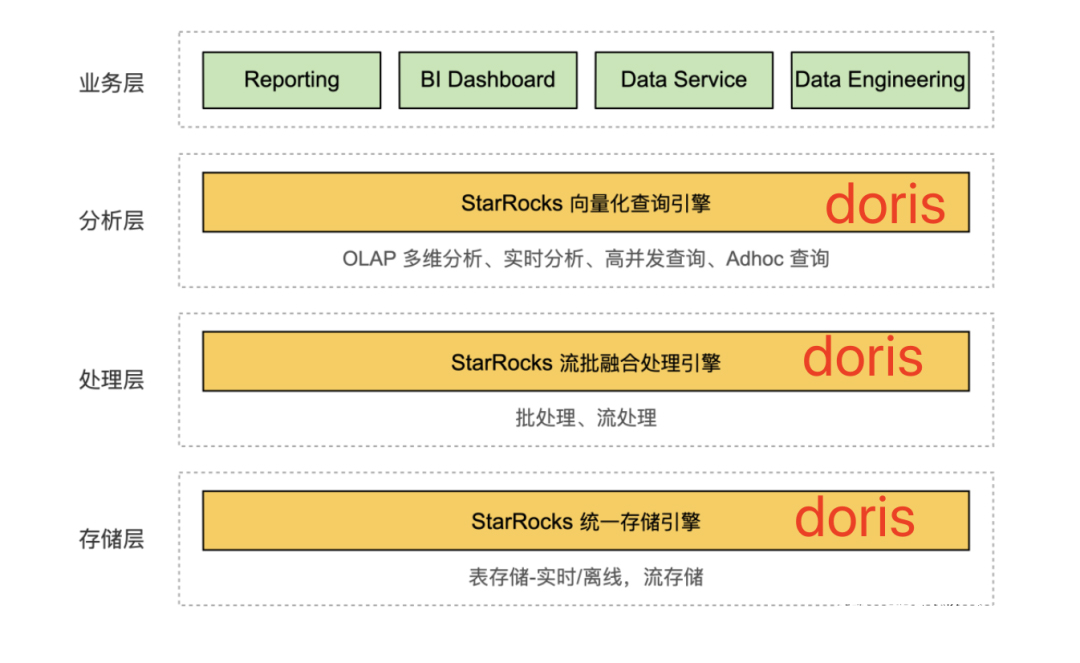 业务层
Reporting
BI Dashboard
Data Service
Data Engineering
分析层
StarRocks 向量化查询引擎
doris
OLAP 多维分析、实时分析、高并发查询、Adhoc 查询
处理层
StarRocks 流批融合处理引擎
doris
批处理、流处理
存储层
StarRocks 统一存储引擎
doris
表存储-实时/离线，流存储